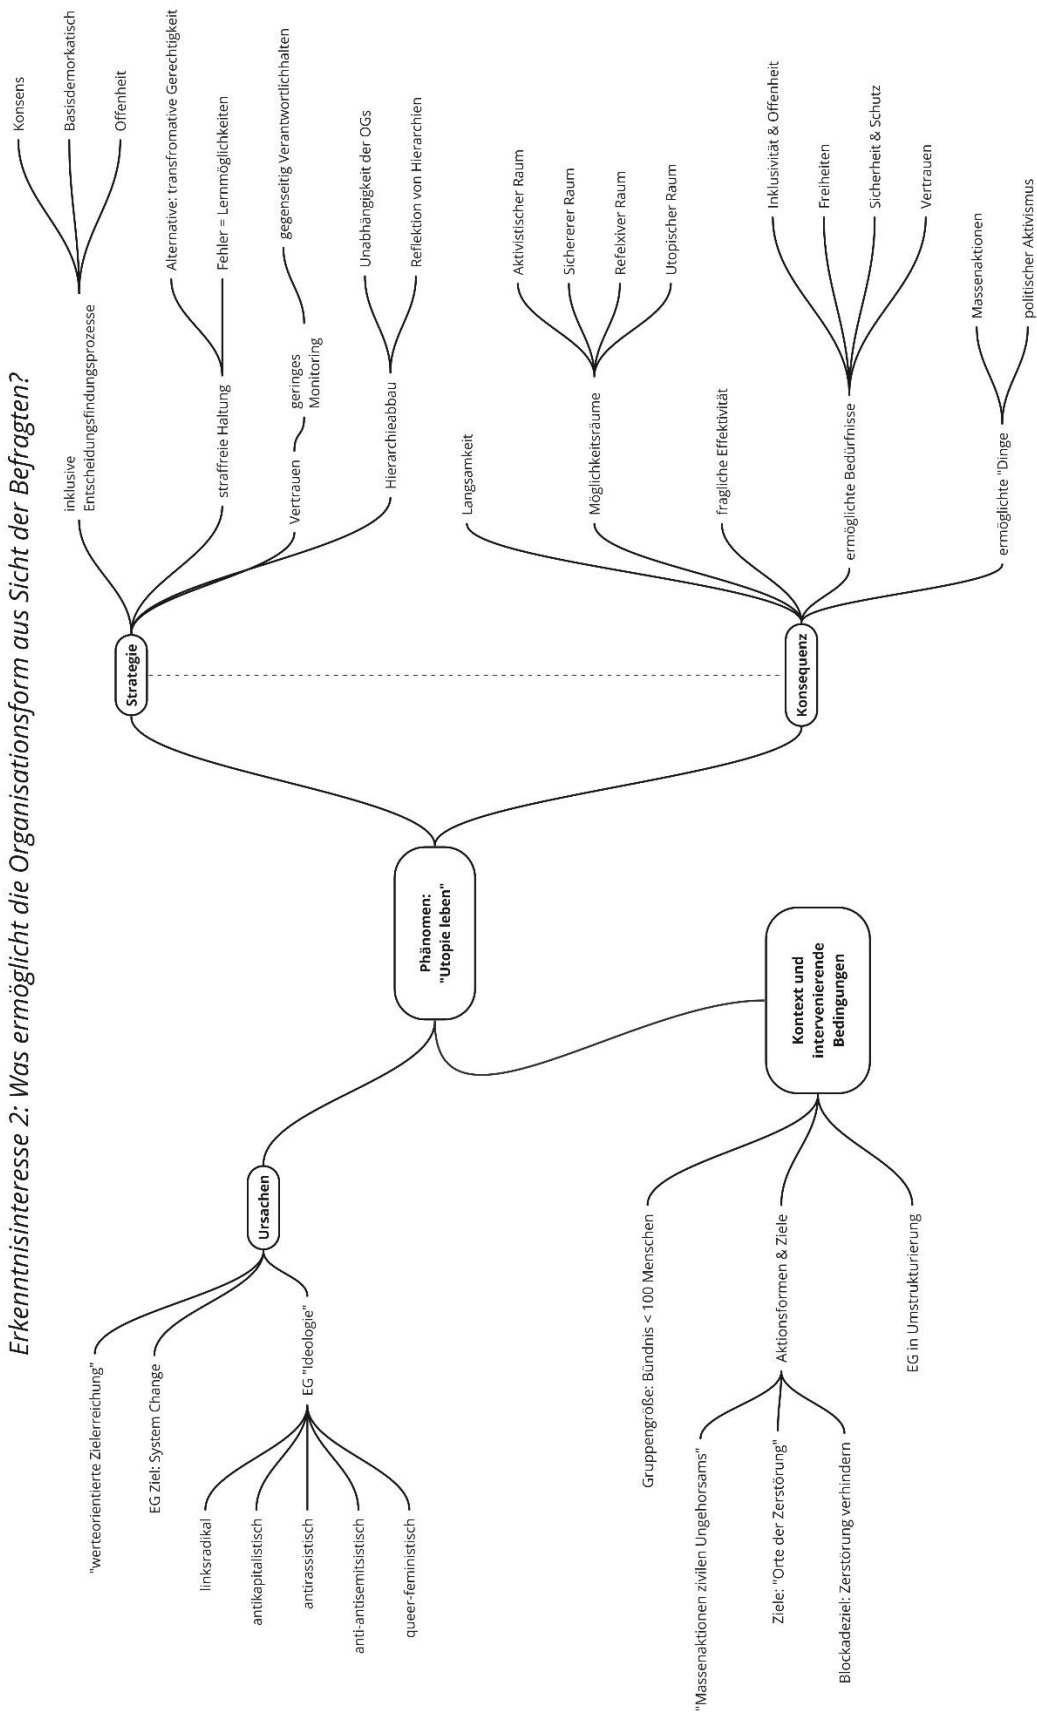 Erkenntnisinteresse 2: Was ermöglicht die Organisationsform aus Sicht der Befragten?
Phänomen:
"Utopie leben"
Ursachen
"werteorientierte Zielerreichung"
EG Ziel: System Change
EG "Ideologie"
linksradikal
antikapitalistisch
antirassistisch
anti-antisemitsistisch
queer-feministisch
Kontext und
intervenierende
Bedingungen
Gruppengröße: Bündnis < 100 Menschen
Aktionsformen & Ziele
"Massenaktionen zivilen Ungehorsams"
Ziele: "Orte der Zerstörung"
Blockadeziel: Zerstörung verhindern
EG in Umstrukturierung
Strategie
inklusive
Entscheidungsfindungsprozesse
Konsens
Basisdemorkatisch
Offenheit
straffreie Haltung
Alternative: transfromative Gerechtigkeit
Fehler = Lernmöglichkeiten
Vertrauen
geringes
Monitoring
gegenseitig Verantwortlichhalten
Hierarchieabbau
Unabhängigkeit der OGs
Reflektion von Hierarchien
Konsequenz
Langsamkeit
Möglichkeitsräume
Aktivistischer Raum
Sichererer Raum
Refelxiver Raum
Utopischer Raum
fragliche Effektivität
ermöglichte Bedürfnisse
Inklusivität & Offenheit
Freiheiten
Sicherheit & Schutz
Vertrauen
ermöglichte "Dinge
Massenaktionen
politischer Aktivismus